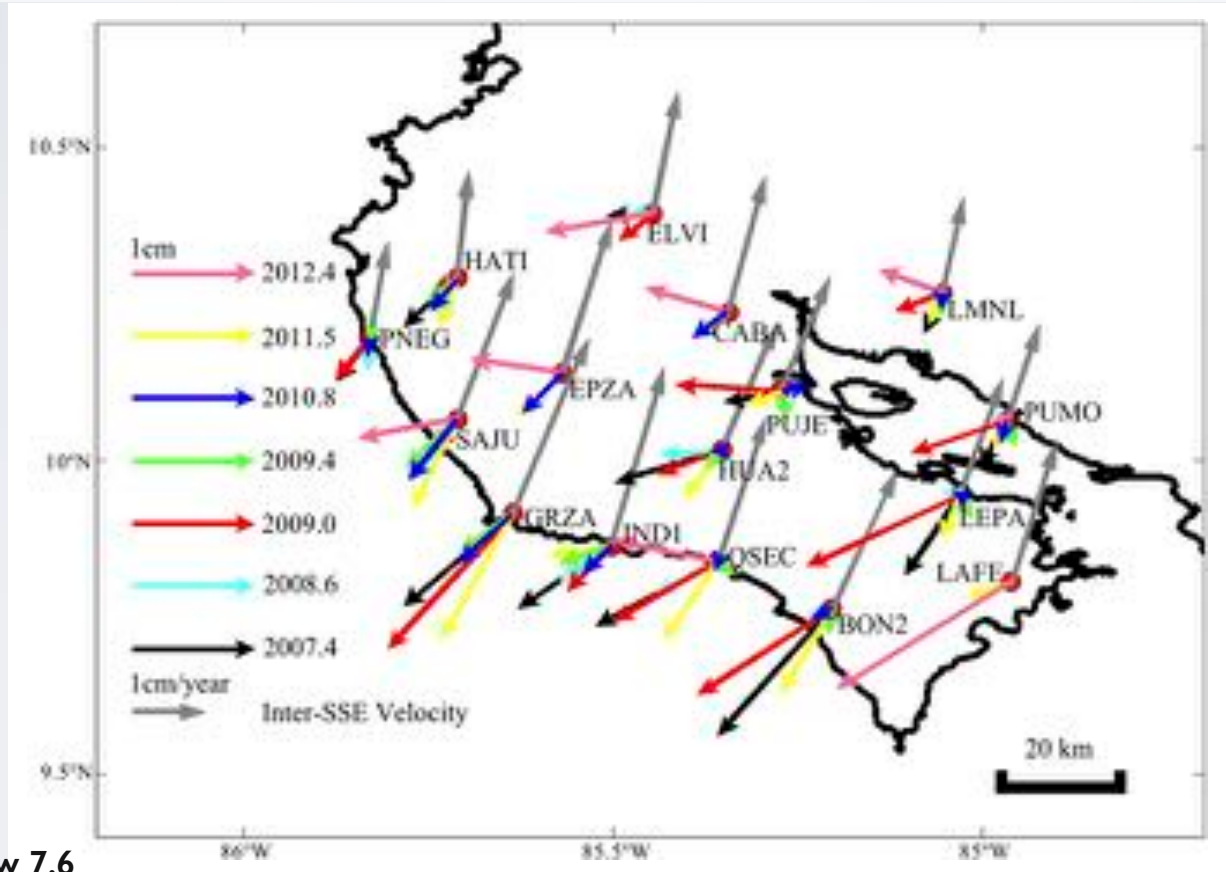 10.5°N
10°N
9.5°N
86°W
85.5°W
85°W
1cm
2012.4
2011.5
2010.8
2009.4
2009.0
2008.6
2007.4
1cm/year
Inter-SSE Velocity
ELVI
HATI
LMNL
CABA
PNEG
EPZA
PUJE
PUMO
SAJU
HUA2
GRZA
LEPA
INDI
QSEC
LAFE
BON2
20 km
7.6